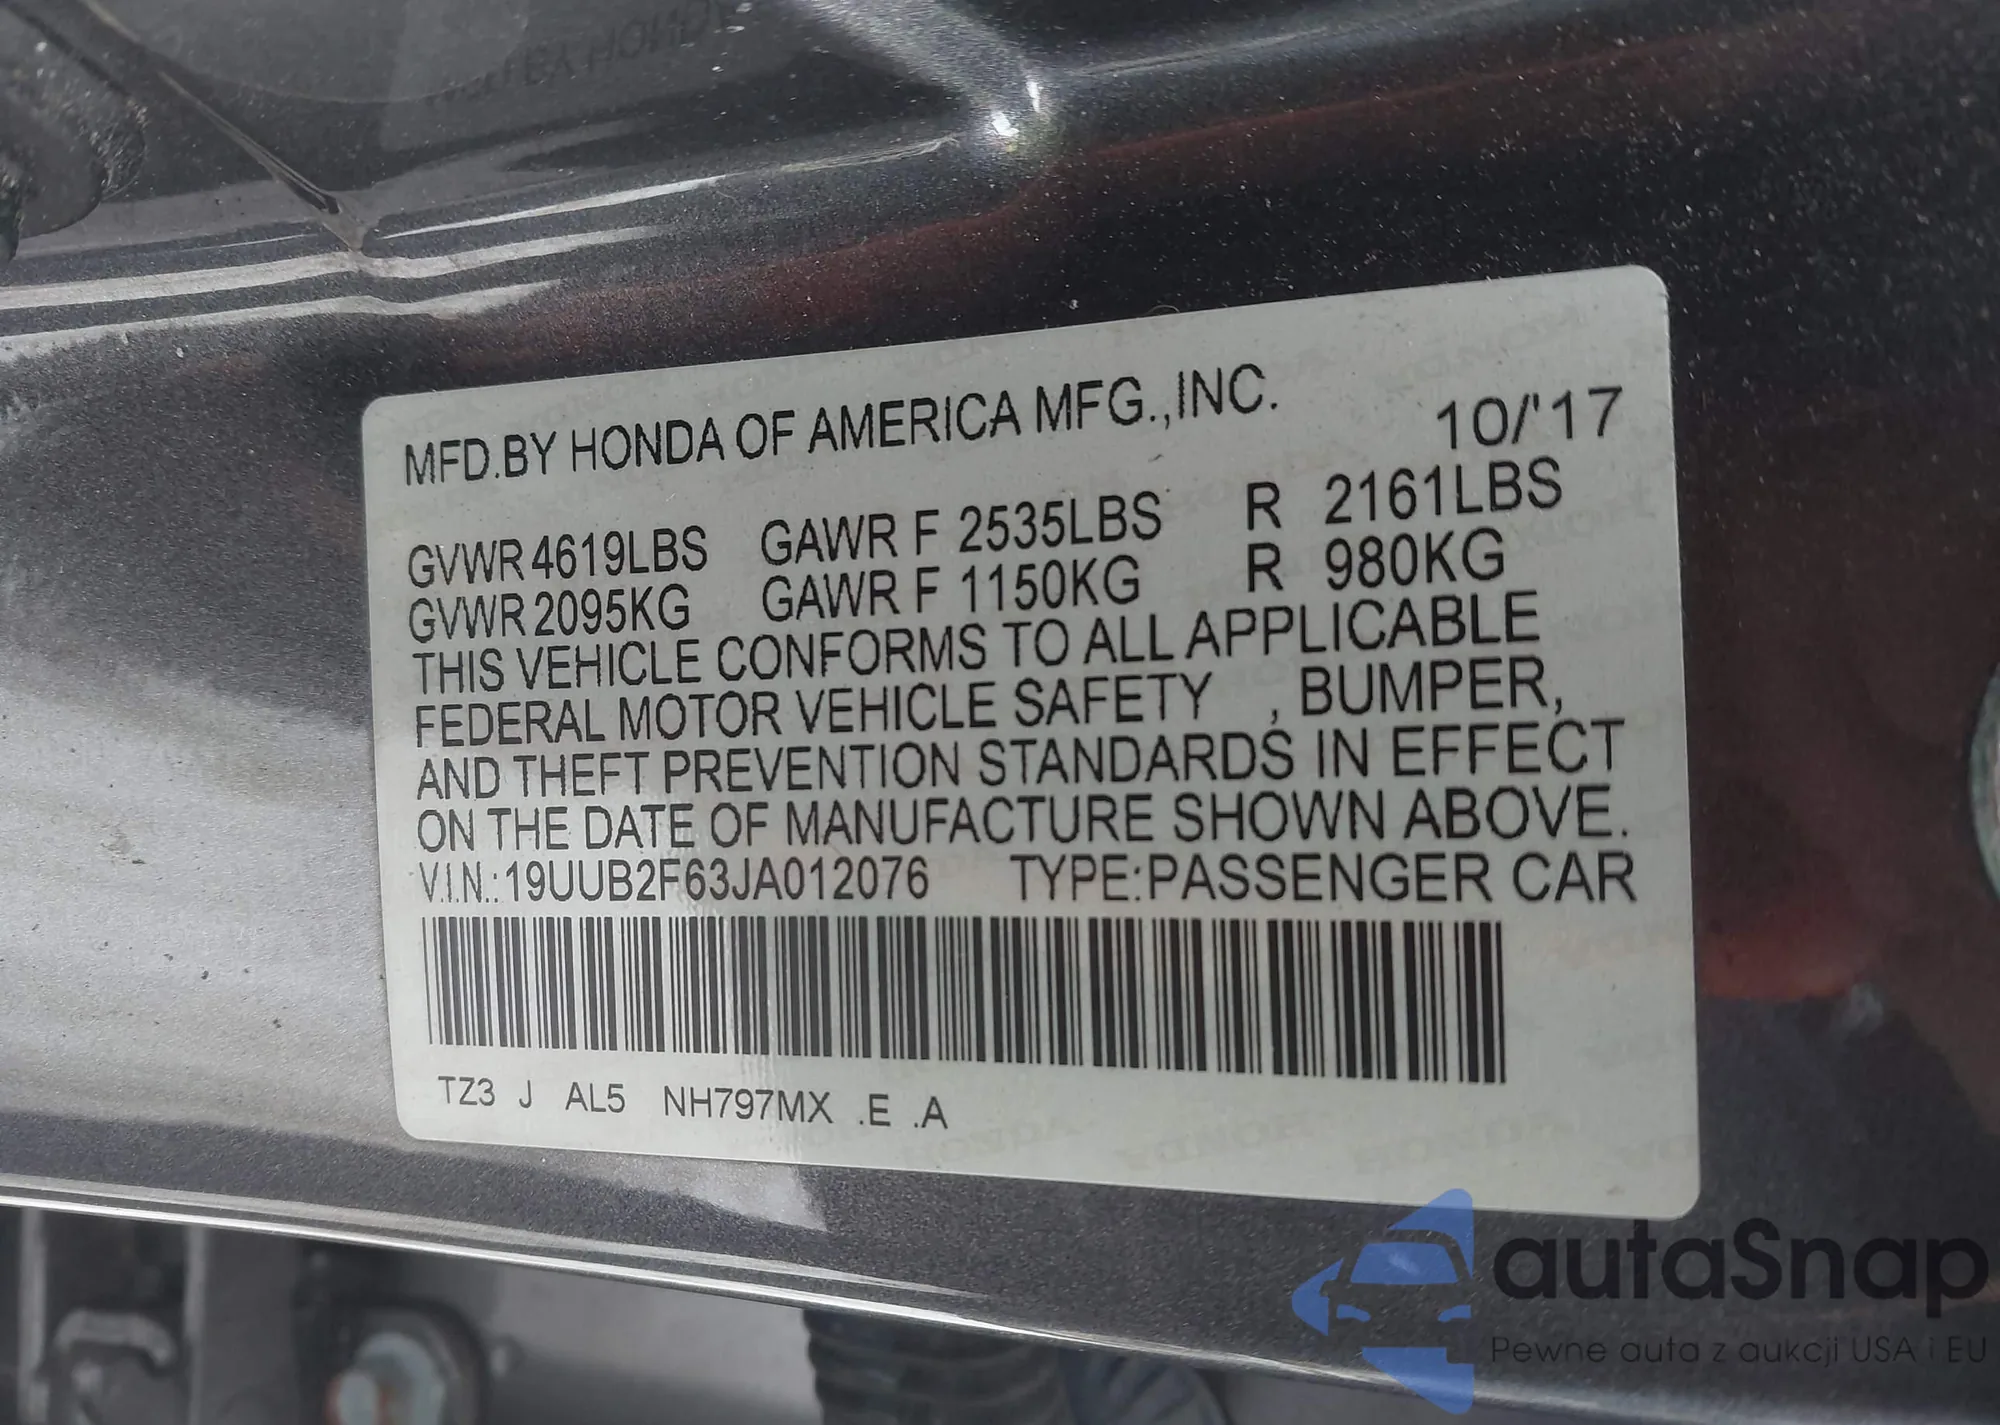 MFD.BY HONDA OF AMERICA MFG.,INC.
10/'17
GVWR 4619LBS GAWR F 2535LBS R 2161LBS
GVWR 2095KG GAWR F 1150KG R 980KG
THIS VEHICLE CONFORMS TO ALL APPLICABLE
FEDERAL MOTOR VEHICLE SAFETY , BUMPER,
AND THEFT PREVENTION STANDARDS IN EFFECT
ON THE DATE OF MANUFACTURE SHOWN ABOVE.
V.I.N.: 19UUB2F63JA012076 TYPE:PASSENGER CAR
TZ3 J AL5 NH797MX .E .A
autaSnap
Pewne auta z aukcji USA i EU